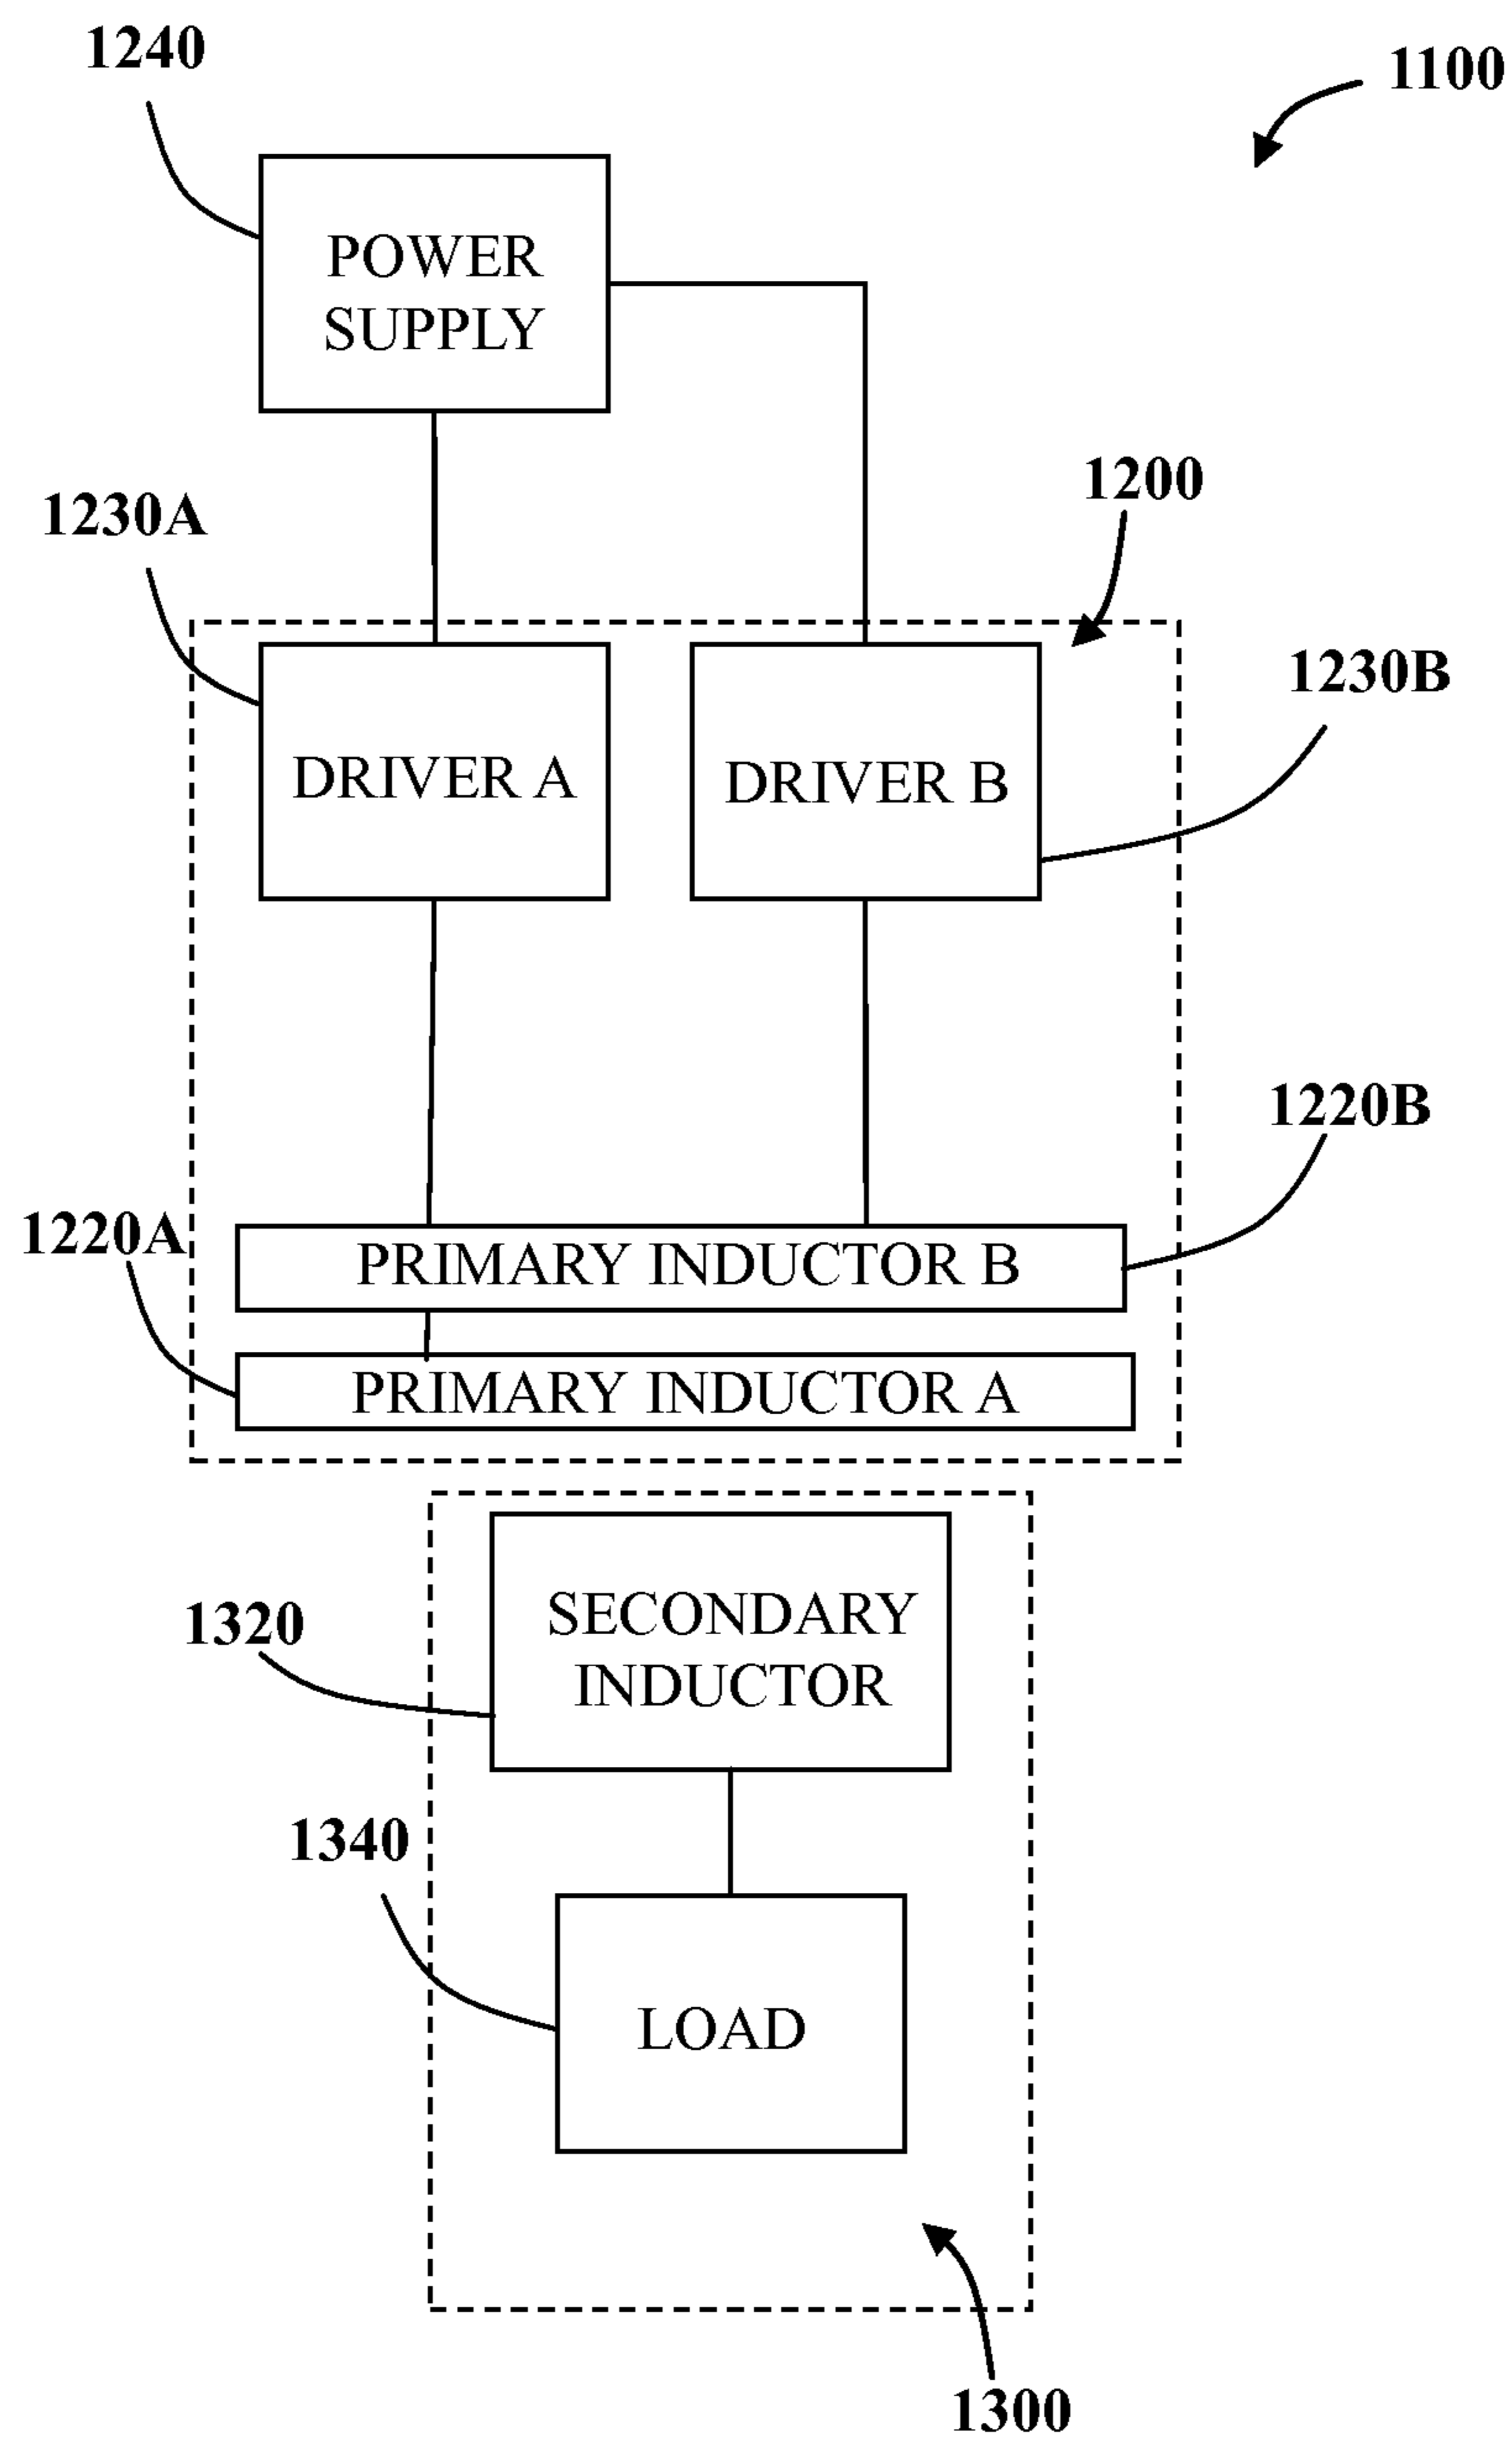 1240
1100
POWER
SUPPLY
1200
1230A
1230B
DRIVER A
DRIVER B
1220B
1220A
PRIMARY INDUCTOR B
PRIMARY INDUCTOR A
SECONDARY
INDUCTOR
1320
1340
LOAD
1300